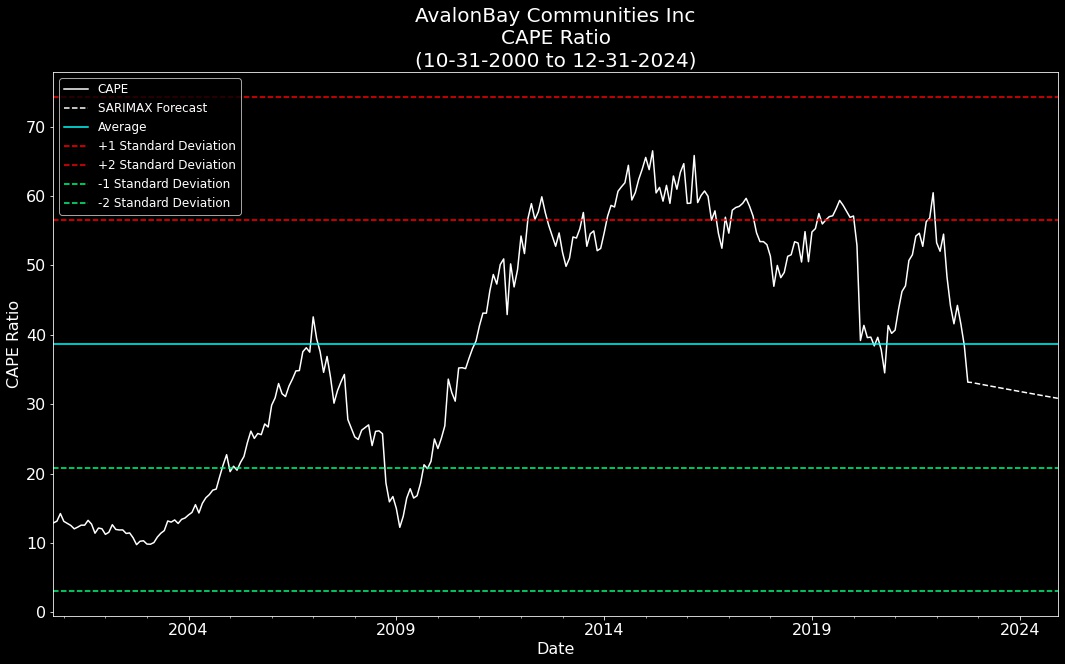 AvalonBay Communities Inc
CAPE Ratio
(10-31-2000 to 12-31-2024)
CAPE
SARIMAX Forecast
Average
+1 Standard Deviation
+2 Standard Deviation
-1 Standard Deviation
-2 Standard Deviation
CAPE Ratio
70
60
50
40
30
20
10
0
2004
2009
2014
2019
2024
Date